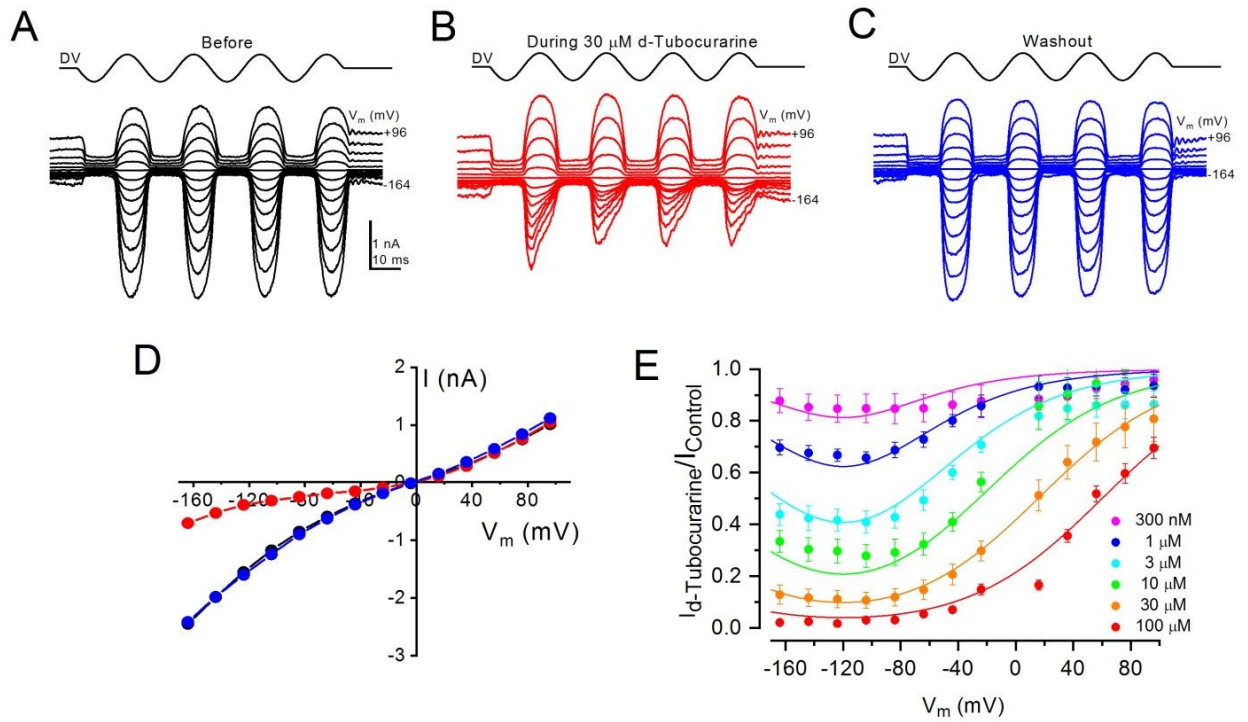 A
Before
DV
Vm (mV)
+96
-164
1 nA
10 ms
B
During 30 μM d-Tubocurarine
DV
Vm (mV)
+96
-164
C
Washout
DV
Vm (mV)
+96
-164
D
I (nA)
2
1
0
-1
-2
-3
-160 -120 -80 -40 0 40 80
Vm (mV)
E
Id-Tubocurarine/IControl
1.0
0.8
0.6
0.4
0.2
0.0
-160 -120 -80 -40 0 40 80
Vm (mV)
300 nM
1 μM
3 μM
10 μM
30 μM
100 μM